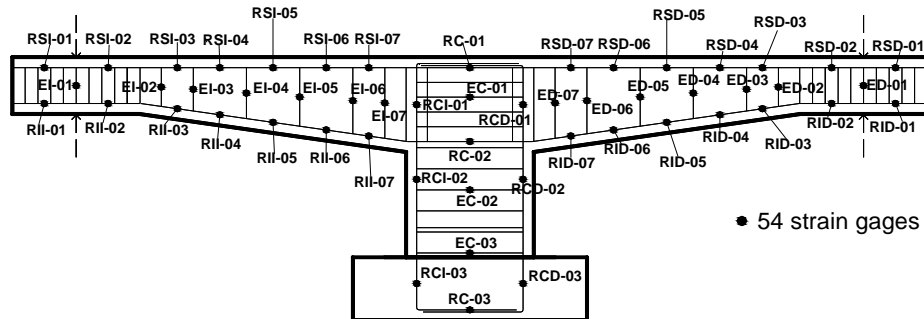 RSI-05
RSD-05
RSI-01 RSI-02 RSI-03 RSI-04 RSI-06 RSI-07 RC-01 RSD-07 RSD-06 RSD-04 RSD-03 RSD-02 RSD-01
EI-01 EI-02 EI-03 EI-04 EI-05 EI-06 EI-07 RCI-01 EC-01 RCD-01 ED-07 ED-06 ED-05 ED-04 ED-03 ED-02 ED-01
RII-01 RII-02 RII-03 RII-04 RII-05 RII-06 RII-07 RC-02 RID-07 RID-06 RID-05 RID-04 RID-03 RID-02 RID-01
RCI-02 RCD-02
EC-02
54 strain gages
EC-03
RCI-03 RCD-03
RC-03